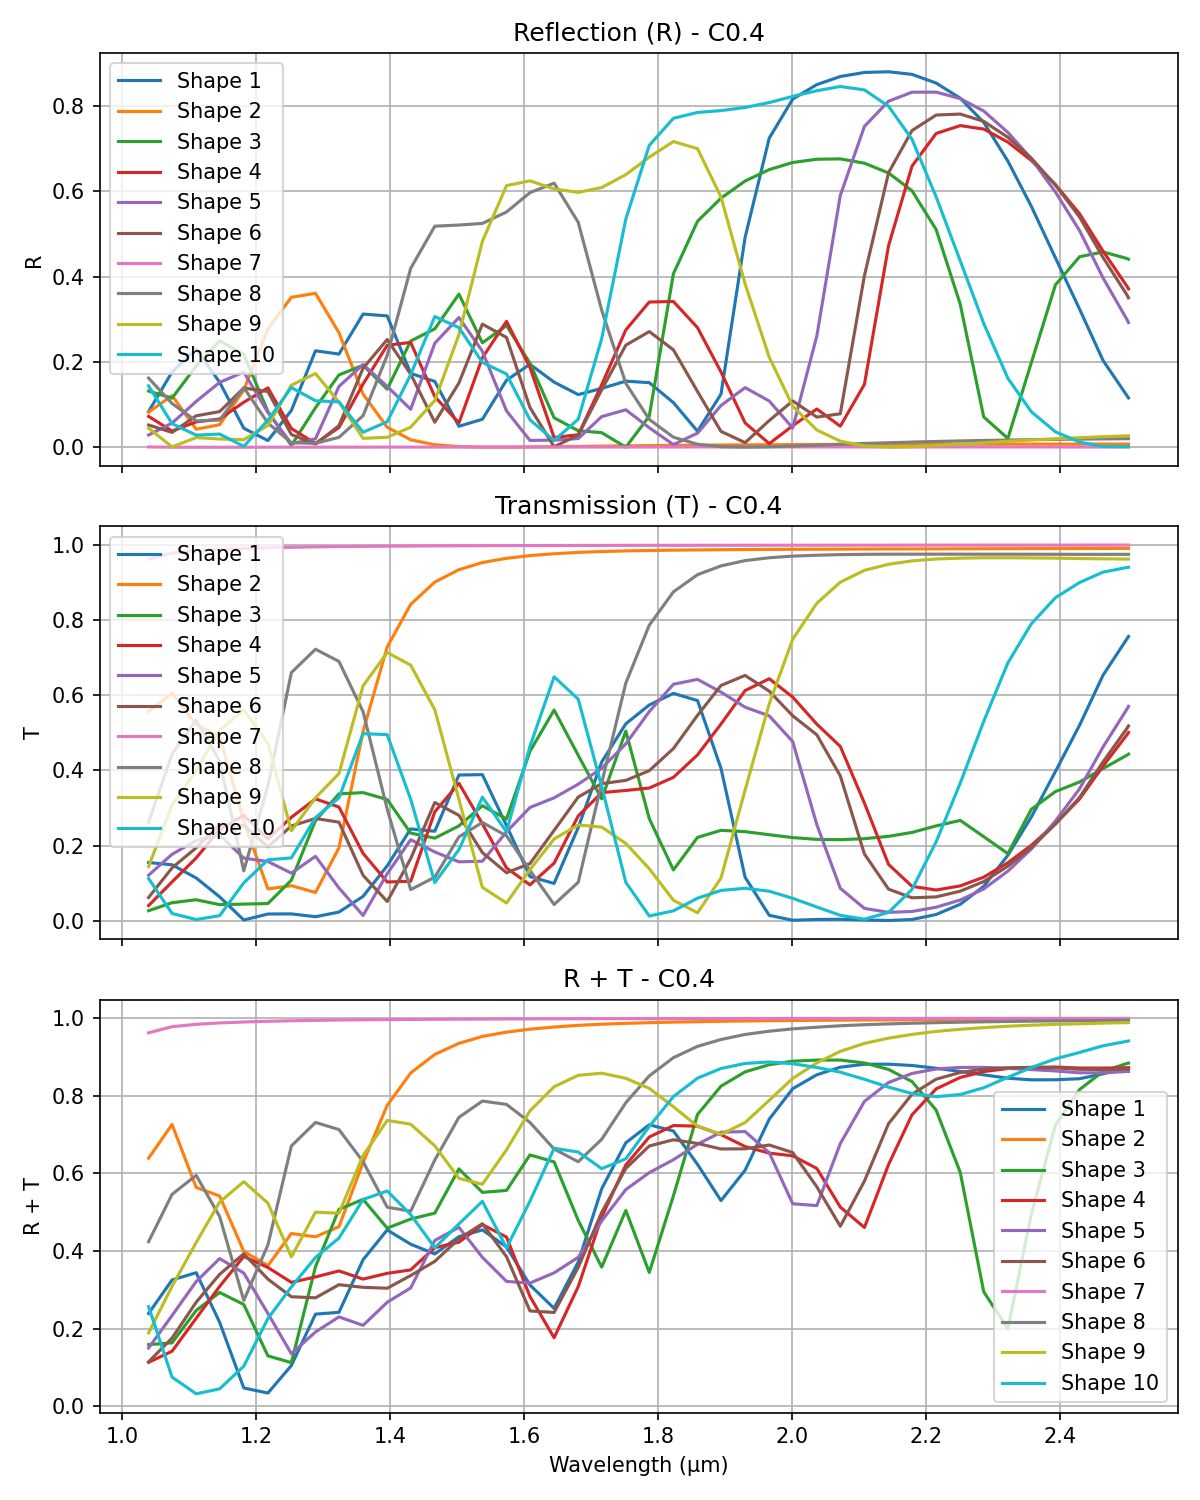 Reflection (R) - C0.4
Shape 1
Shape 2
Shape 3
Shape 4
Shape 5
Shape 6
Shape 7
Shape 8
Shape 9
Shape 10
0.8
0.6
0.4
0.2
0.0
R
Transmission (T) - C0.4
Shape 1
Shape 2
Shape 3
Shape 4
Shape 5
Shape 6
Shape 7
Shape 8
Shape 9
Shape 10
1.0
0.8
0.6
0.4
0.2
0.0
T
R + T - C0.4
1.0
0.8
0.6
0.4
0.2
0.0
R + T
Shape 1
Shape 2
Shape 3
Shape 4
Shape 5
Shape 6
Shape 7
Shape 8
Shape 9
Shape 10
1.0 1.2 1.4 1.6 1.8 2.0 2.2 2.4
Wavelength (μm)